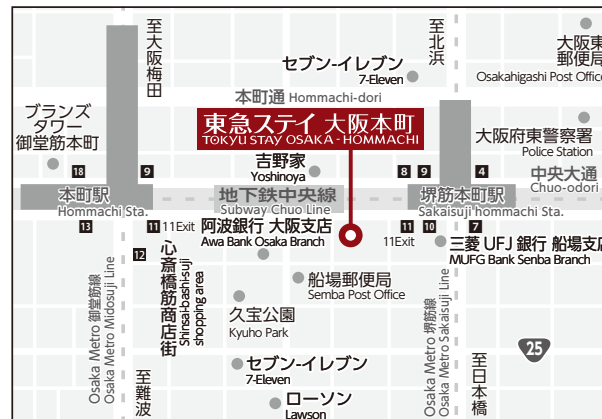 至大阪梅田
至北浜
大阪東
郵便局
Osakahigashi Post Office
セブン-イレブン
7-Eleven
本町通 Hommachi-dori
ブランズ
タワー
御堂筋本町
東急ステイ 大阪本町
TOKYU STAY OSAKA-HOMMACHI
大阪府東警察署
Police Station
吉野家
Yoshinoya
中央大通
Chuo-odori
18
9
8
9
4
本町駅
Hommachi Sta.
地下鉄中央線
Subway Chuo Line
堺筋本町駅
Sakaisuji hommachi Sta.
13
11
11Exit
12
阿波銀行 大阪支店
Awa Bank Osaka Branch
11
11Exit
10
7
三菱 UFJ 銀行 船場支店
MUFG Bank Senba Branch
心斎橋筋商店街
Shinsai-bashi-suji
shopping area
船場郵便局
Semba Post Office
久宝公園
Kyuho Park
Osaka Metro 御堂筋線
Osaka Metro Midosuji Line
Osaka Metro 堺筋線
Osaka Metro Sakaisuji Line
25
セブン-イレブン
7-Eleven
至難波
至日本橋
ローソン
Lawson